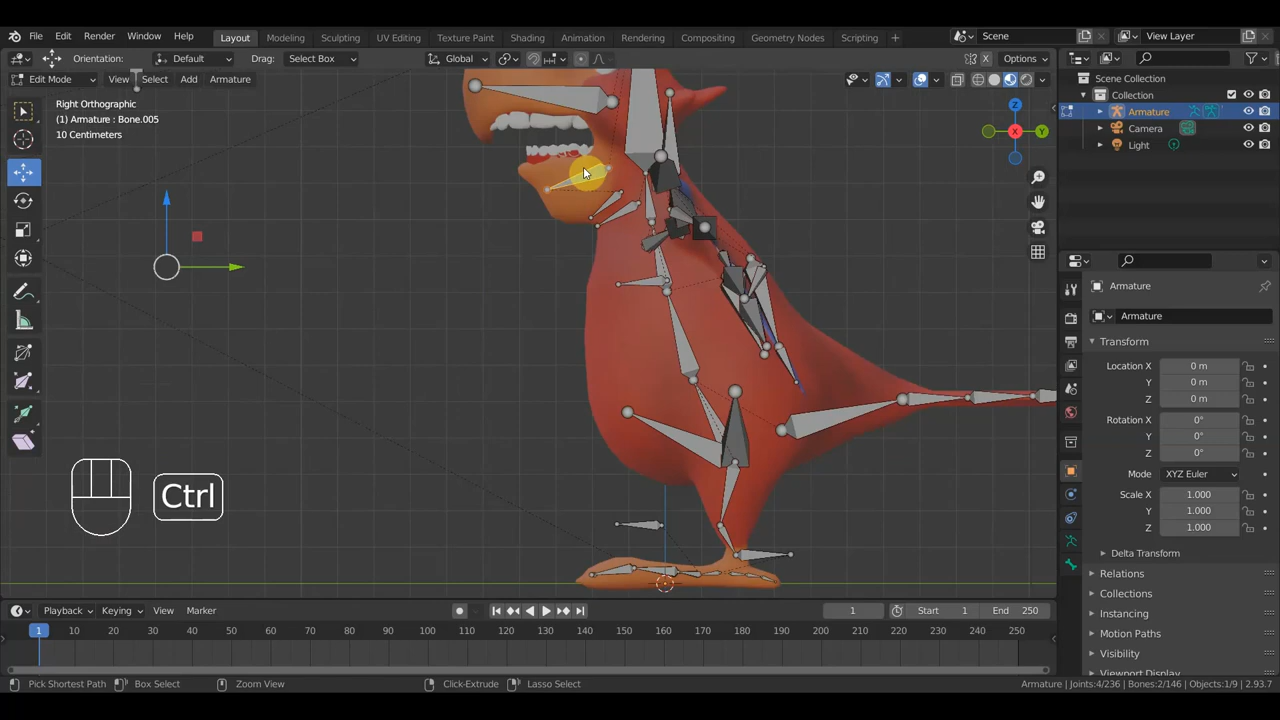 File Edit Render Window Help Layout Modeling Sculpting UV Editing Texture Paint Shading Animation Rendering Compositing Geometry Nodes Scripting + Scene View Layer
Orientation: Default Drag: Select Box Global Options
Edit Mode View Select Add Armature
Right Orthographic
(1) Armature : Bone.005
10 Centimeters
Z
X
Y
Ctrl
Scene Collection
Collection
Armature
Camera
Light
Armature
Armature
Transform
Location X 0 m
Y 0 m
Z 0 m
Rotation X 0°
Y 0°
Z 0°
Mode XYZ Euler
Scale X 1.000
Y 1.000
Z 1.000
Delta Transform
Relations
Collections
Instancing
Motion Paths
Visibility
Viewport Display
Playback Keying View Marker 1 Start 1 End 250
1 10 20 30 40 50 60 70 80 90 100 110 120 130 140 150 160 170 180 190 200 210 220 230 240 250
Pick Shortest Path Box Select Zoom View Click-Extrude Lasso Select Armature | Joints:4/236 | Bones:2/146 | Objects:1/9 | 2.93.7